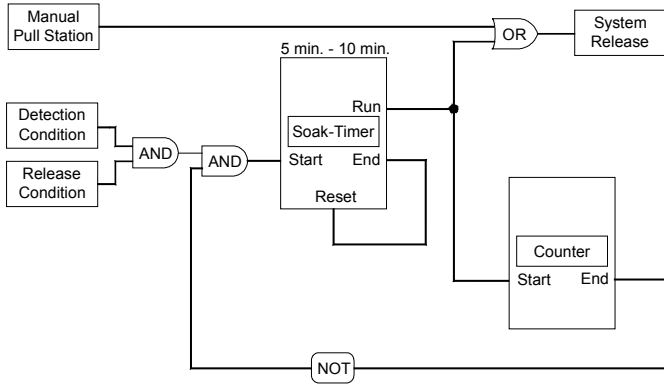 Manual
Pull Station
OR
System
Release
5 min. - 10 min.
Run
Soak-Timer
Start End
Reset
Detection
Condition
AND
AND
Release
Condition
Counter
Start End
NOT